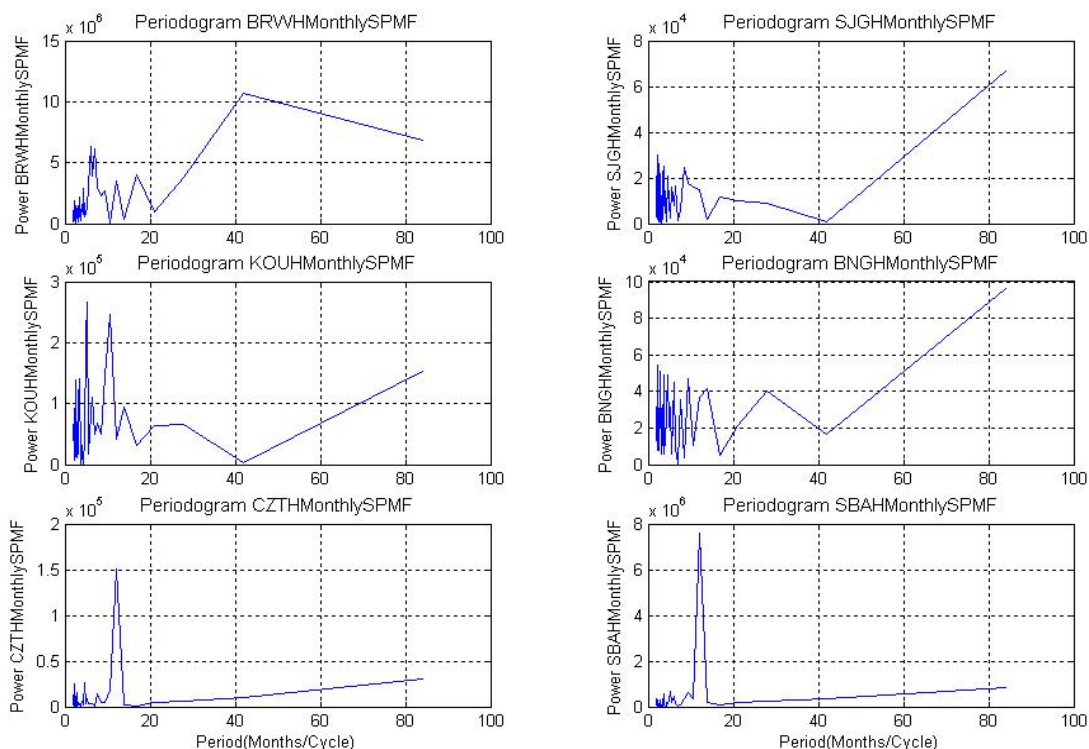 x 10^6
Periodogram BRWHMonthlySPMF
Power BRWHMonthlySPMF
15
10
5
0
0 20 40 60 80 100
x 10^4
Periodogram SJGHMonthlySPMF
Power SJGHMonthlySPMF
8
6
4
2
0
0 20 40 60 80 100
x 10^5
Periodogram KOUHMonthlySPMF
Power KOUHMonthlySPMF
3
2
1
0
0 20 40 60 80 100
x 10^4
Periodogram BNGHMonthlySPMF
Power BNGHMonthlySPMF
10
8
6
4
2
0
0 20 40 60 80 100
x 10^5
Periodogram CZTHMonthlySPMF
Power CZTHMonthlySPMF
2
1.5
1
0.5
0
0 20 40 60 80 100
Period(Months/Cycle)
x 10^6
Periodogram SBAHMonthlySPMF
Power SBAHMonthlySPMF
8
6
4
2
0
0 20 40 60 80 100
Period(Months/Cycle)